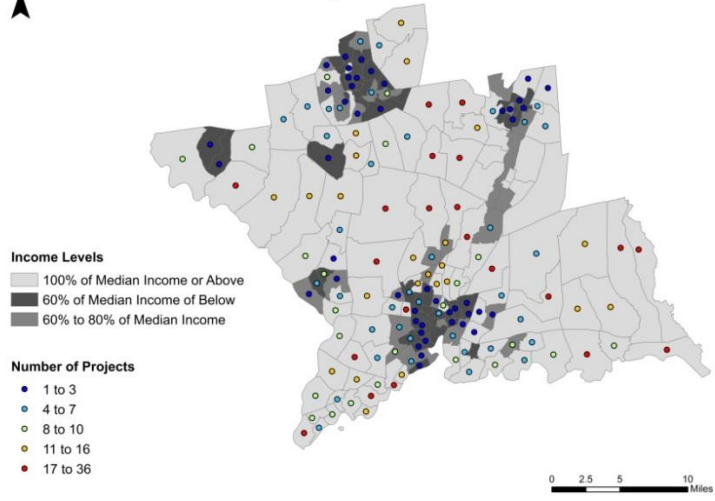 Income Levels
100% of Median Income or Above
60% of Median Income of Below
60% to 80% of Median Income
Number of Projects
1 to 3
4 to 7
8 to 10
11 to 16
17 to 36
0 2.5 5 10
Miles